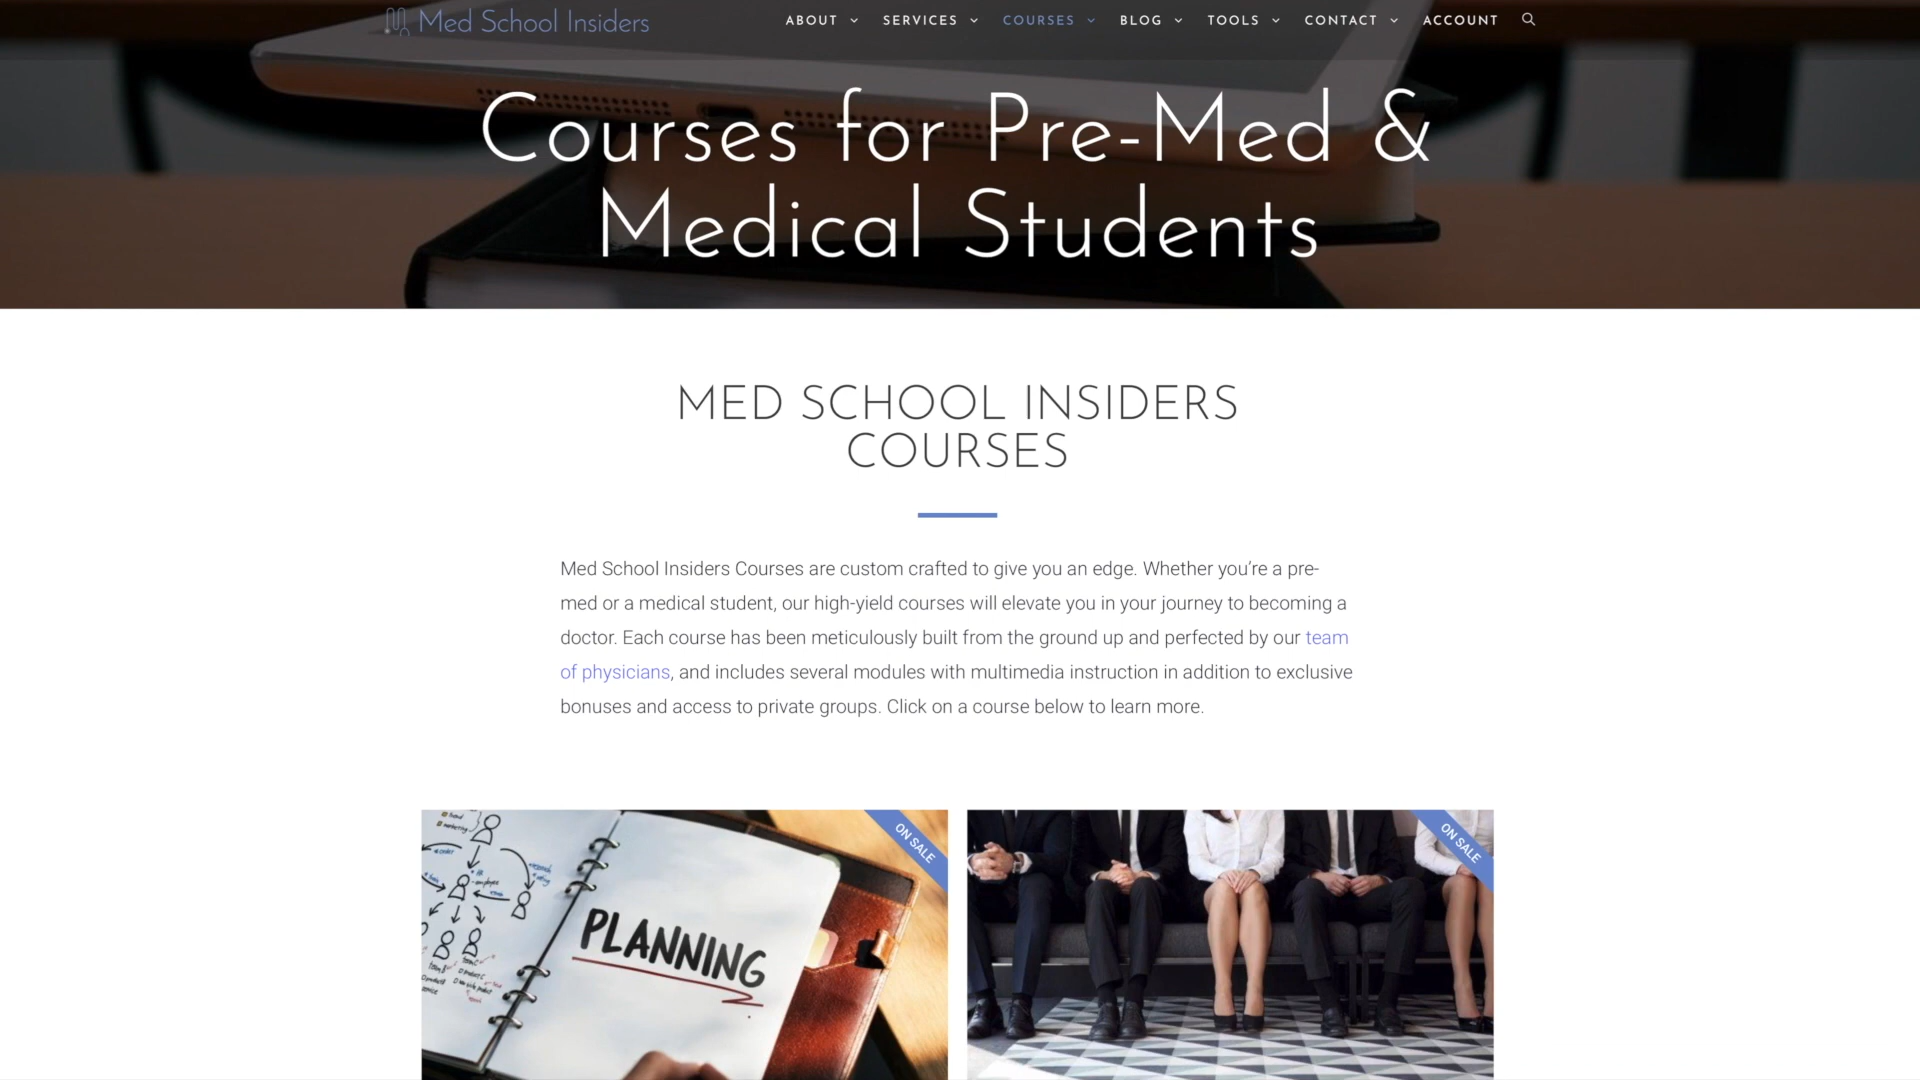 Med School Insiders
ABOUT SERVICES COURSES BLOG TOOLS CONTACT ACCOUNT
Courses for Pre-Med &
Medical Students
MED SCHOOL INSIDERS
COURSES
Med School Insiders Courses are custom crafted to give you an edge. Whether you’re a pre-
med or a medical student, our high-yield courses will elevate you in your journey to becoming a
doctor. Each course has been meticulously built from the ground up and perfected by our team
of physicians, and includes several modules with multimedia instruction in addition to exclusive
bonuses and access to private groups. Click on a course below to learn more.
ON SALE
PLANNING
ON SALE